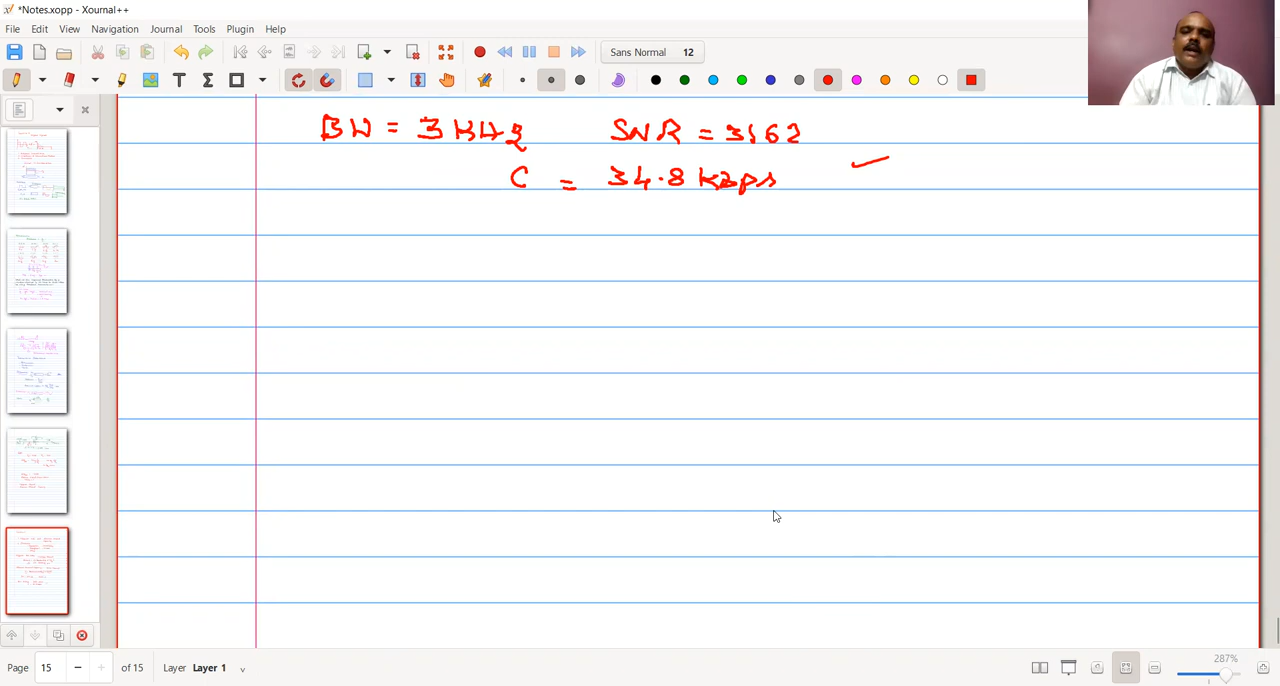 *Notes.xopp - Xournal++
File Edit View Navigation Journal Tools Plugin Help
Sans Normal 12
BW = 3 KHz SNR = 3162
C = 34.8 KBps
Page 15 of 15 Layer Layer 1 287%